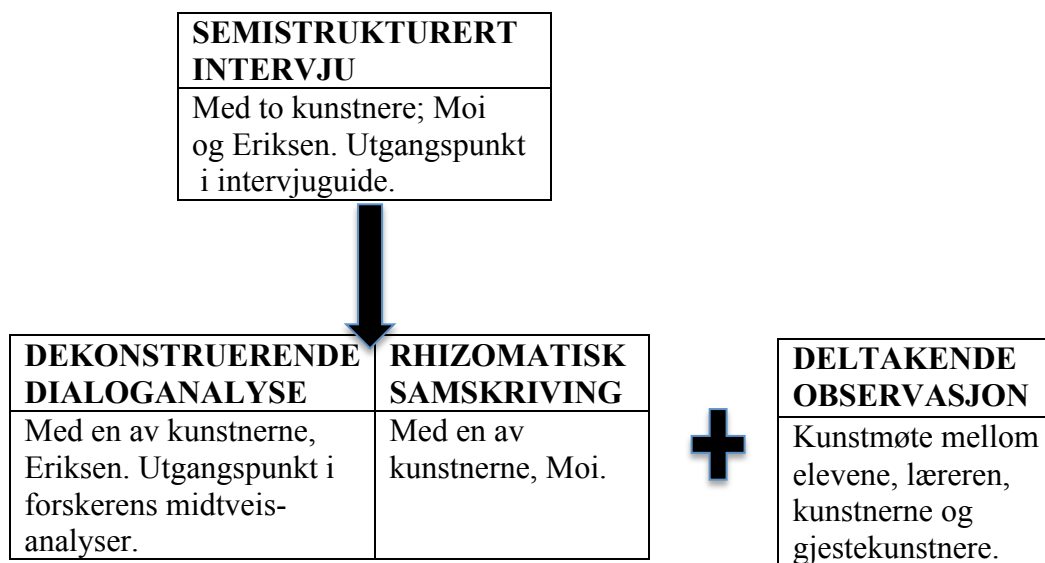 SEMISTRUKTURERT
INTERVJU
Med to kunstnere; Moi
og Eriksen. Utgangspunkt
i intervjuguide.
DEKONSTRUERENDE
DIALOGANALYSE
Med en av kunstnerne,
Eriksen. Utgangspunkt i
forskerens midtveis-
analyser.
RHIZOMATISK
SAMSKRIVING
Med en av
kunstnerne, Moi.
DELTAKENDE
OBSERVASJON
Kunstmøte mellom
elevene, læreren,
kunstnerne og
gjestekunstnere.